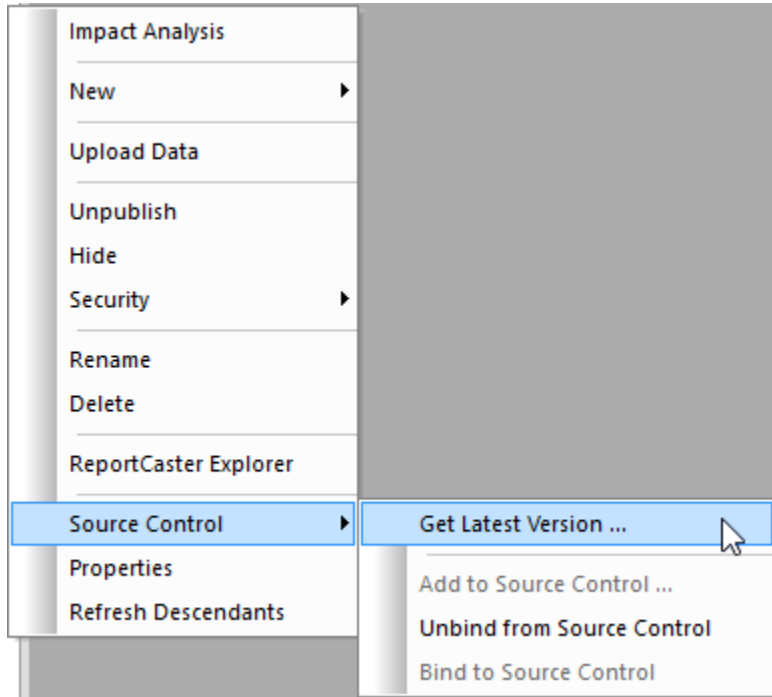 Impact Analysis
New
Upload Data
Unpublish
Hide
Security
Rename
Delete
ReportCaster Explorer
Source Control
Properties
Refresh Descendants
Get Latest Version ...
Add to Source Control ...
Unbind from Source Control
Bind to Source Control